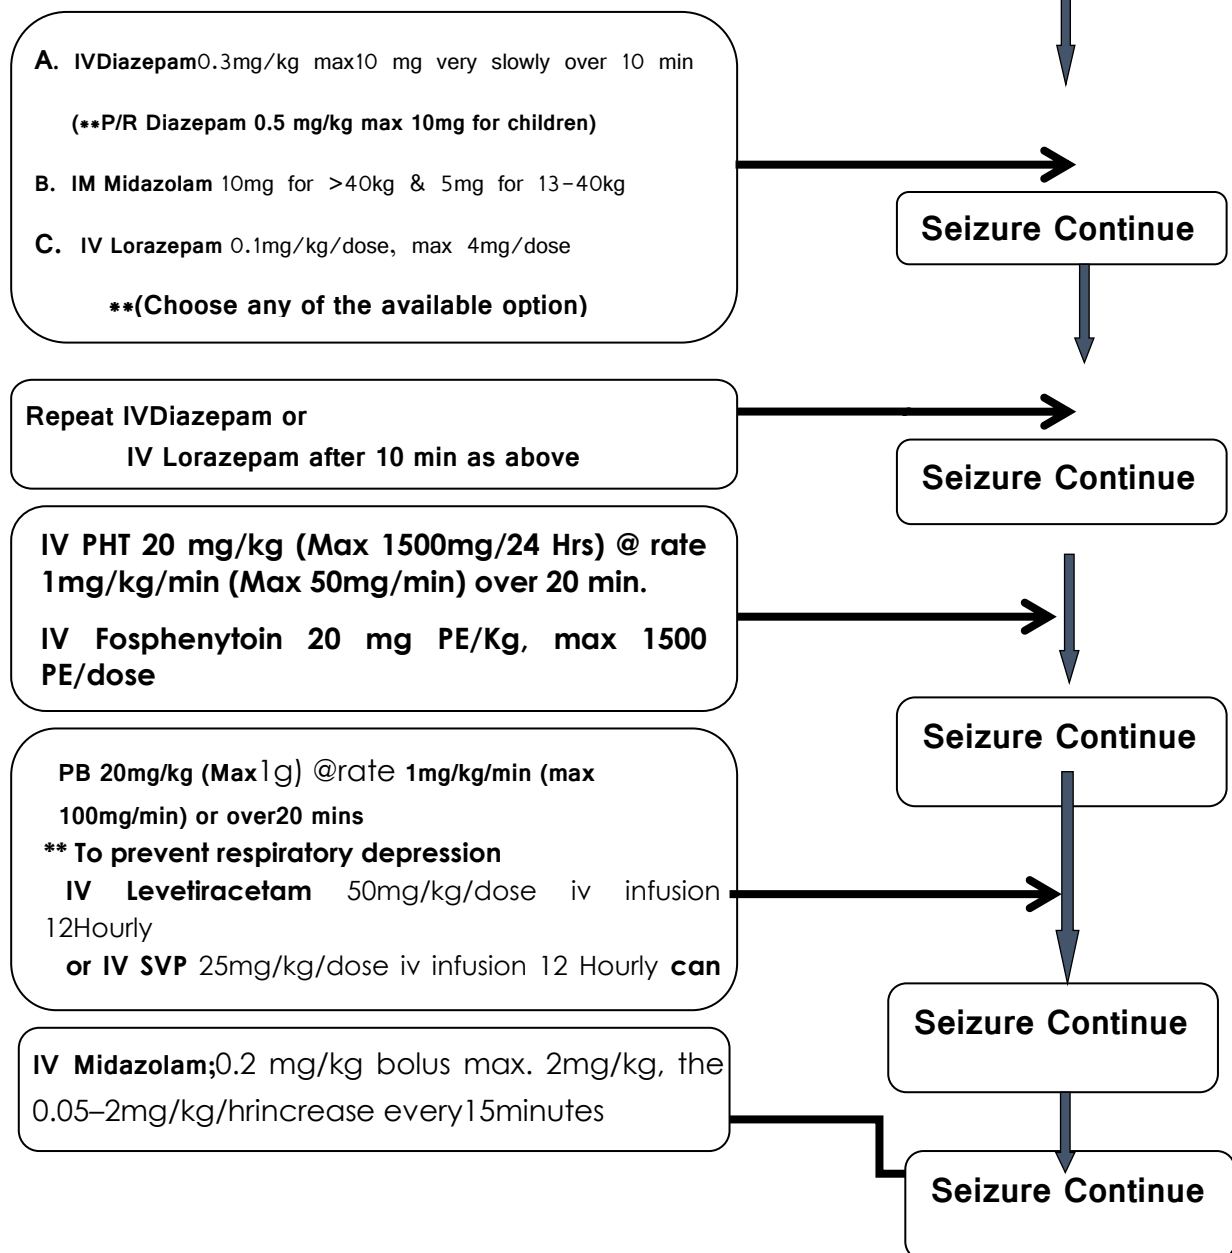 A. IVDiazepam0.3mg/kg max10 mg very slowly over 10 min
(**P/R Diazepam 0.5 mg/kg max 10mg for children)
B. IM Midazolam 10mg for >40kg & 5mg for 13-40kg
C. IV Lorazepam 0.1mg/kg/dose, max 4mg/dose
**(Choose any of the available option)
Seizure Continue
Repeat IVDiazepam or
IV Lorazepam after 10 min as above
Seizure Continue
IV PHT 20 mg/kg (Max 1500mg/24 Hrs) @ rate
1mg/kg/min (Max 50mg/min) over 20 min.
IV Fosphenytoin 20 mg PE/Kg, max 1500
PE/dose
Seizure Continue
PB 20mg/kg (Max1g) @rate 1mg/kg/min (max
100mg/min) or over20 mins
** To prevent respiratory depression
IV Levetiracetam 50mg/kg/dose iv infusion
12Hourly
or IV SVP 25mg/kg/dose iv infusion 12 Hourly can
Seizure Continue
IV Midazolam;0.2 mg/kg bolus max. 2mg/kg, the
0.05–2mg/kg/hrincrease every15minutes
Seizure Continue